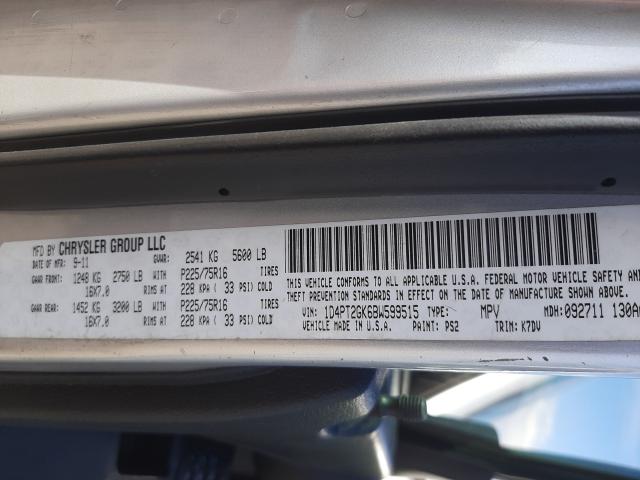 MFD BY CHRYSLER GROUP LLC
DATE OF MFR: 9-11 GVWR: 2541 KG 5600 LB
GAWR FRONT: 1248 KG 2750 LB WITH P225/75R16 TIRES
16X7.0 RIMS AT 228 KPA ( 33 PSI) COLD
GAWR REAR: 1452 KG 3200 LB WITH P225/75R16 TIRES
16X7.0 RIMS AT 228 KPA ( 33 PSI) COLD
THIS VEHICLE CONFORMS TO ALL APPLICABLE U.S.A. FEDERAL MOTOR VEHICLE SAFETY AND
THEFT PREVENTION STANDARDS IN EFFECT ON THE DATE OF MANUFACTURE SHOWN ABOVE.
VIN: 1D4PT2GK6BW599515 TYPE: MPV MDH: 092711 130
VEHICLE MADE IN U.S.A. PAINT: PS2 TRIM: K7DV